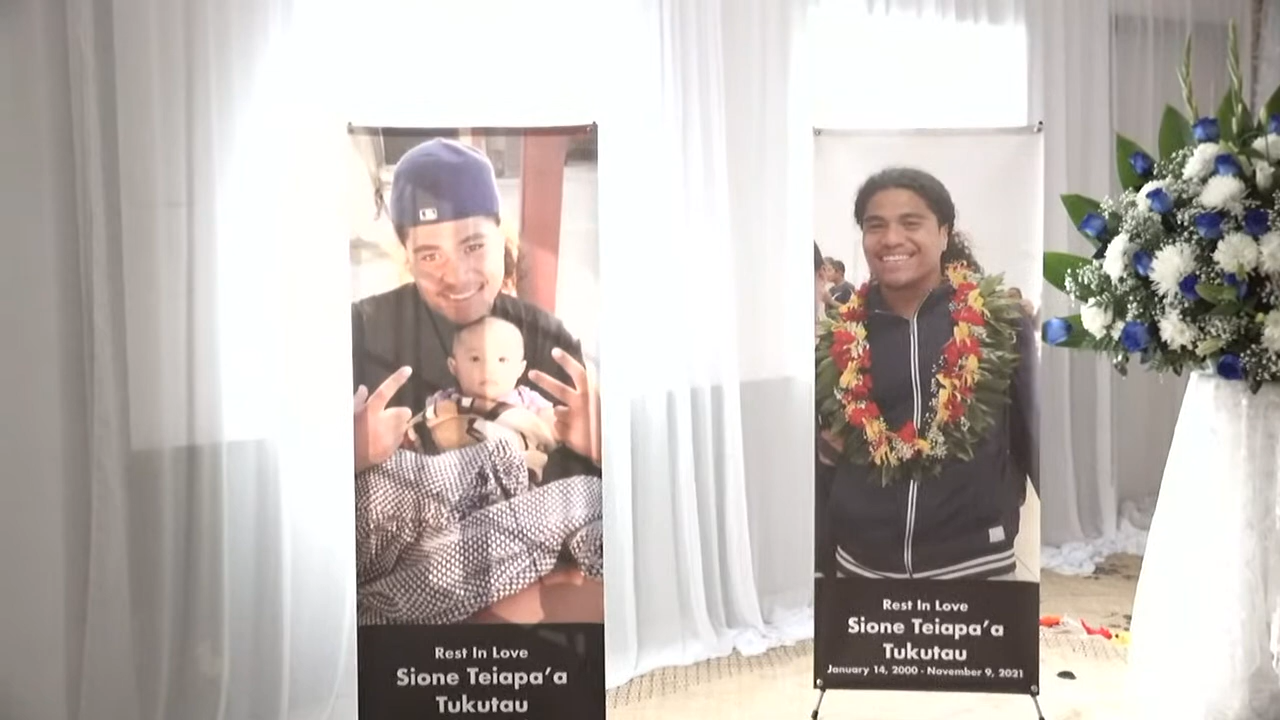 Rest In Love
Sione Teiapa'a
Tukutau
Rest In Love
Sione Teiapa'a
Tukutau
January 14, 2000 - November 9, 2021